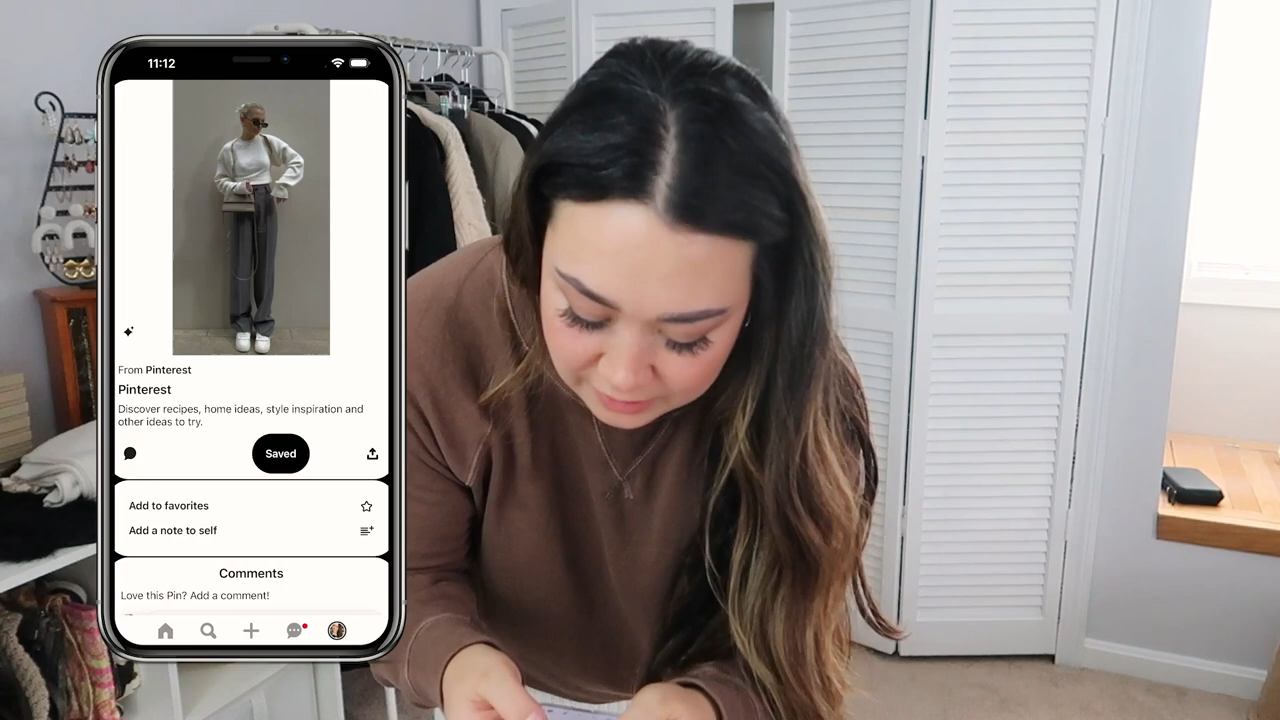 11:12
From Pinterest
Pinterest
Discover recipes, home ideas, style inspiration and
other ideas to try.
Saved
Add to favorites
Add a note to self
Comments
Love this Pin? Add a comment!